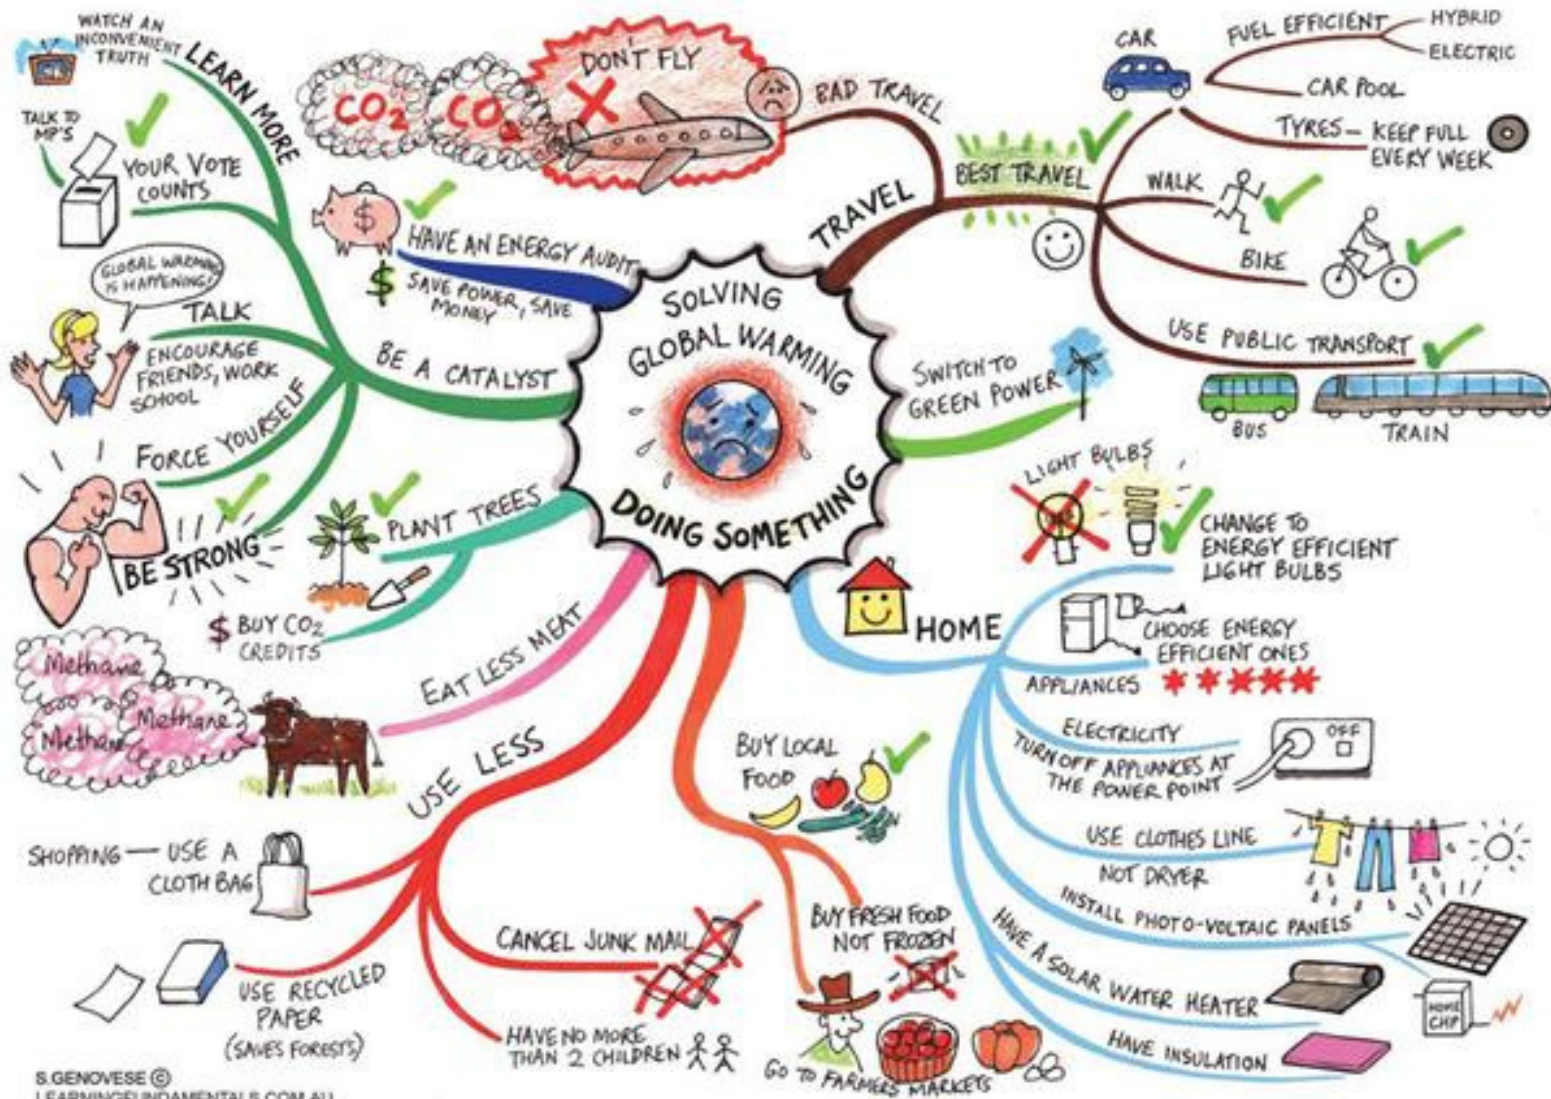 SOLVING
GLOBAL WARMING
DOING SOMETHING
TRAVEL
BAD TRAVEL
DON'T FLY
CO2
CO2
BEST TRAVEL
CAR
FUEL EFFICIENT
HYBRID
ELECTRIC
CAR POOL
TYRES - KEEP FULL
EVERY WEEK
WALK
BIKE
USE PUBLIC TRANSPORT
BUS
TRAIN
SWITCH TO
GREEN POWER
HOME
LIGHT BULBS
CHANGE TO
ENERGY EFFICIENT
LIGHT BULBS
CHOOSE ENERGY
EFFICIENT ONES
APPLIANCES
ELECTRICITY
TURN OFF APPLIANCES AT
THE POWER POINT
OFF
USE CLOTHES LINE
NOT DRYER
INSTALL PHOTO-VOLTAIC PANELS
HOME
CHP
HAVE A SOLAR WATER HEATER
HAVE INSULATION
BUY LOCAL
FOOD
BUY FRESH FOOD
NOT FROZEN
GO TO FARMERS MARKETS
USE LESS
SHOPPING - USE A
CLOTH BAG
USE RECYCLED
PAPER
(SAVES FORESTS)
CANCEL JUNK MAIL
HAVE NO MORE
THAN 2 CHILDREN
EAT LESS MEAT
Methane
Methane
Methane
PLANT TREES
$ BUY CO2
CREDITS
BE A CATALYST
LEARN MORE
WATCH AN
INCONVENIENT
TRUTH
TALK TO
MP'S
YOUR VOTE
COUNTS
GLOBAL WARMING
IS HAPPENING!
TALK
ENCOURAGE
FRIENDS, WORK
SCHOOL
FORCE YOURSELF
BE STRONG
HAVE AN ENERGY AUDIT
$
$ SAVE POWER, SAVE
MONEY
S.GENOVESE ©
LEARNINGFUNDAMENTALS.COM.AU